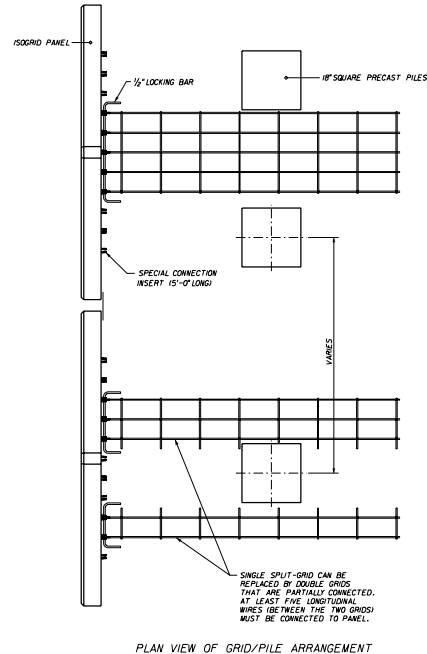 ISOGRID PANEL
½" LOCKING BAR
18" SQUARE PRECAST PILES
SPECIAL CONNECTION
INSERT (5'-0" LONG)
VARIES
SINGLE SPLIT-GRID CAN BE
REPLACED BY DOUBLE GRIDS
THAT ARE PARTIALLY CONNECTED.
AT LEAST FIVE LONGITUDINAL
WIRES (BETWEEN THE TWO GRIDS)
MUST BE CONNECTED TO PANEL.
PLAN VIEW OF GRID/PILE ARRANGEMENT